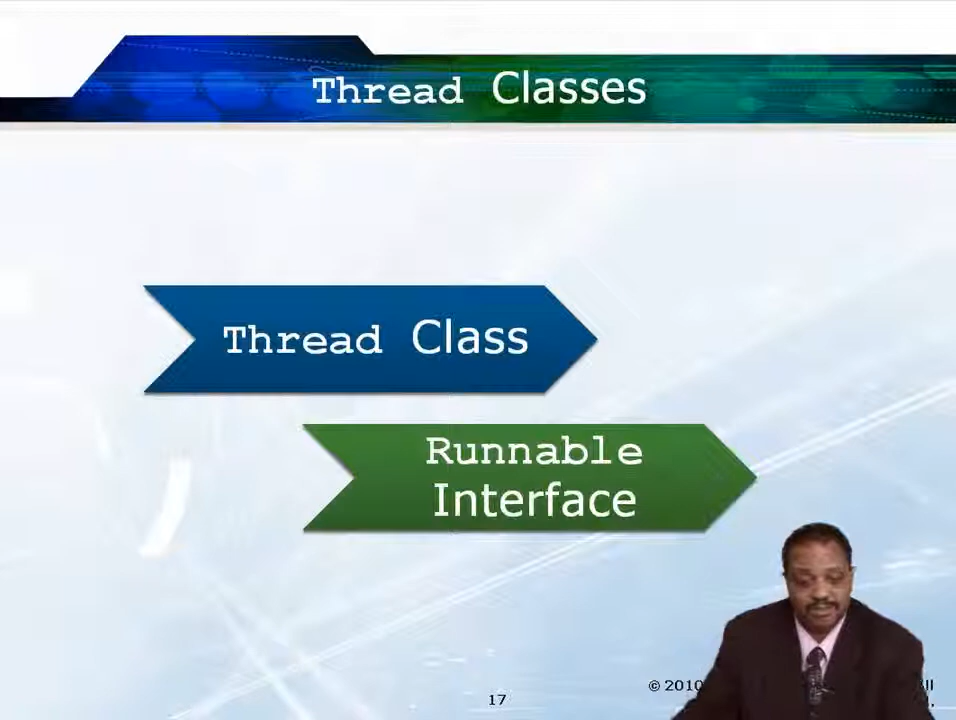 Thread Classes
Thread Class
Runnable
Interface
© 2010
17